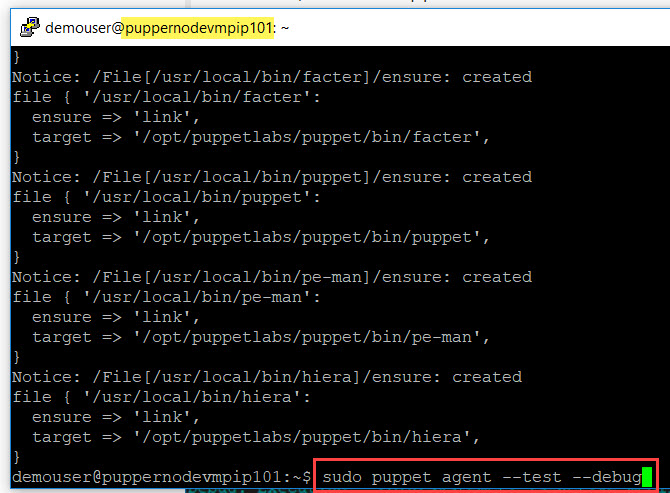 demouser@puppernodevmpip101: ~
}
Notice: /File[/usr/local/bin/facter]/ensure: created
file { '/usr/local/bin/facter':
  ensure => 'link',
  target => '/opt/puppetlabs/puppet/bin/facter',
}
Notice: /File[/usr/local/bin/puppet]/ensure: created
file { '/usr/local/bin/puppet':
  ensure => 'link',
  target => '/opt/puppetlabs/puppet/bin/puppet',
}
Notice: /File[/usr/local/bin/pe-man]/ensure: created
file { '/usr/local/bin/pe-man':
  ensure => 'link',
  target => '/opt/puppetlabs/puppet/bin/pe-man',
}
Notice: /File[/usr/local/bin/hiera]/ensure: created
file { '/usr/local/bin/hiera':
  ensure => 'link',
  target => '/opt/puppetlabs/puppet/bin/hiera',
}
demouser@puppernodevmpip101:~$ sudo puppet agent --test --debug